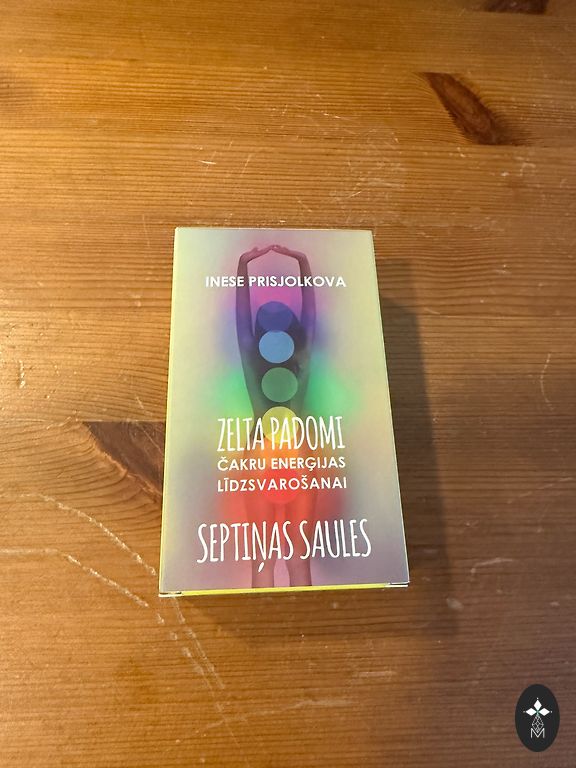 INESE PRISJOLKOVA
ZELTA PADOMI
ČAKRU ENERĢIJAS
LĪDZSVAROŠANAI
SEPTIŅAS SAULES
M